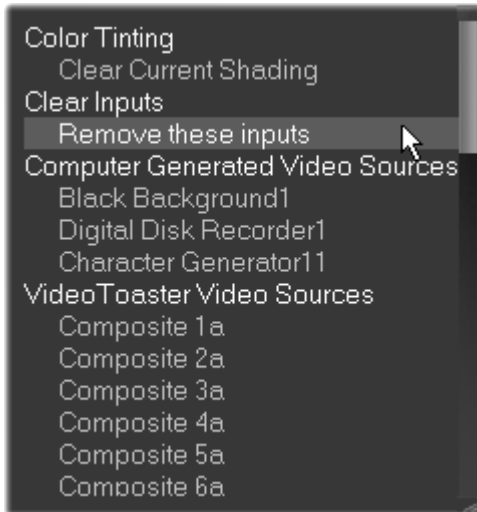 Color Tinting
Clear Current Shading
Clear Inputs
Remove these inputs
Computer Generated Video Sources
Black Background1
Digital Disk Recorder1
Character Generator11
VideoToaster Video Sources
Composite 1a
Composite 2a
Composite 3a
Composite 4a
Composite 5a
Composite 6a